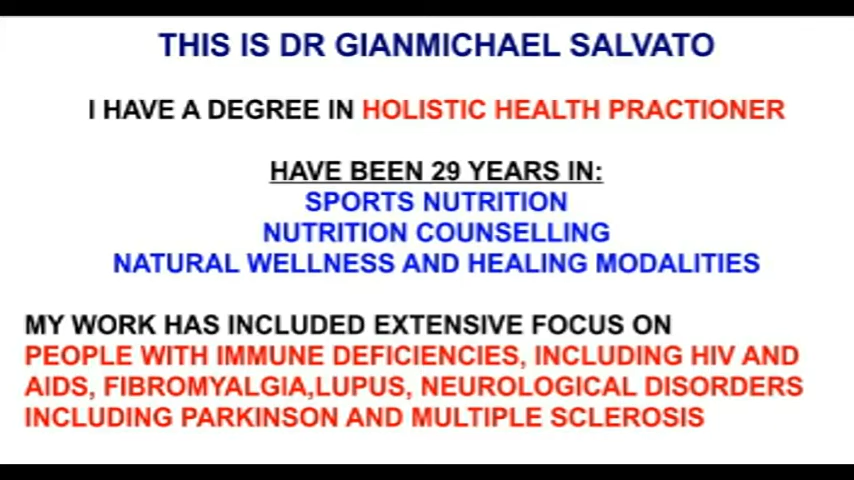 THIS IS DR GIANMICHAEL SALVATO
I HAVE A DEGREE IN HOLISTIC HEALTH PRACTIONER
HAVE BEEN 29 YEARS IN:
SPORTS NUTRITION
NUTRITION COUNSELLING
NATURAL WELLNESS AND HEALING MODALITIES
MY WORK HAS INCLUDED EXTENSIVE FOCUS ON
PEOPLE WITH IMMUNE DEFICIENCIES, INCLUDING HIV AND
AIDS, FIBROMYALGIA,LUPUS, NEUROLOGICAL DISORDERS
INCLUDING PARKINSON AND MULTIPLE SCLEROSIS